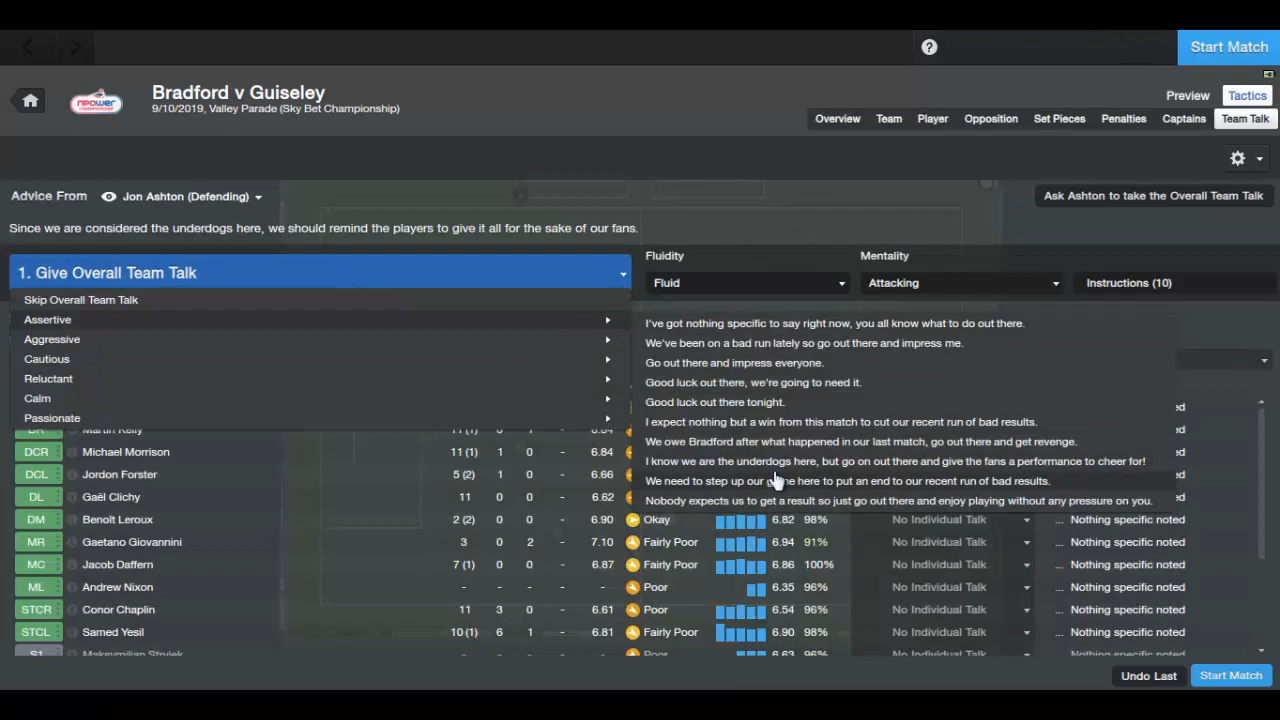 Start Match
Bradford v Guiseley
9/10/2019, Valley Parade (Sky Bet Championship)
npower
Preview Tactics
Overview Team Player Opposition Set Pieces Penalties Captains Team Talk
Advice From Jon Ashton (Defending)
Ask Ashton to take the Overall Team Talk
Since we are considered the underdogs here, we should remind the players to give it all for the sake of our fans.
Fluidity Mentality
1. Give Overall Team Talk
Fluid Attacking Instructions (10)
Skip Overall Team Talk
Assertive
Aggressive
Cautious
Reluctant
Calm
Passionate
I've got nothing specific to say right now, you all know what to do out there.
We've been on a bad run lately so go out there and impress me.
Go out there and impress everyone.
Good luck out there, we're going to need it.
Good luck out there tonight.
I expect nothing but a win from this match to cut our recent run of bad results.
We owe Bradford after what happened in our last match, go out there and get revenge.
I know we are the underdogs here, but go on out there and give the fans a performance to cheer for!
We need to step up our here to put an end to our recent run of bad results.
Nobody expects us to get a result so just go out there and enjoy playing without any pressure on you.
DCR Michael Morrison 11 (1) 1 0 - 6.84
DCL Jordon Forster 5 (2) 1 0 - 6.66
DL Gaël Clichy 11 0 0 - 6.62
DM Benoît Leroux 2 (2) 0 0 - 6.90 Okay 6.82 98% No Individual Talk ... Nothing specific noted
MR Gaetano Giovannini 3 0 2 - 7.10 Fairly Poor 6.94 91% No Individual Talk ... Nothing specific noted
MC Jacob Daffern 7 (1) 0 0 - 6.87 Fairly Poor 6.86 100% No Individual Talk ... Nothing specific noted
ML Andrew Nixon - - - - - Poor 6.35 96% No Individual Talk ... Nothing specific noted
STCR Conor Chaplin 11 3 0 - 6.61 Poor 6.54 96% No Individual Talk ... Nothing specific noted
STCL Samed Yesil 10 (1) 6 1 - 6.81 Fairly Poor 6.90 98% No Individual Talk ... Nothing specific noted
Undo Last Start Match